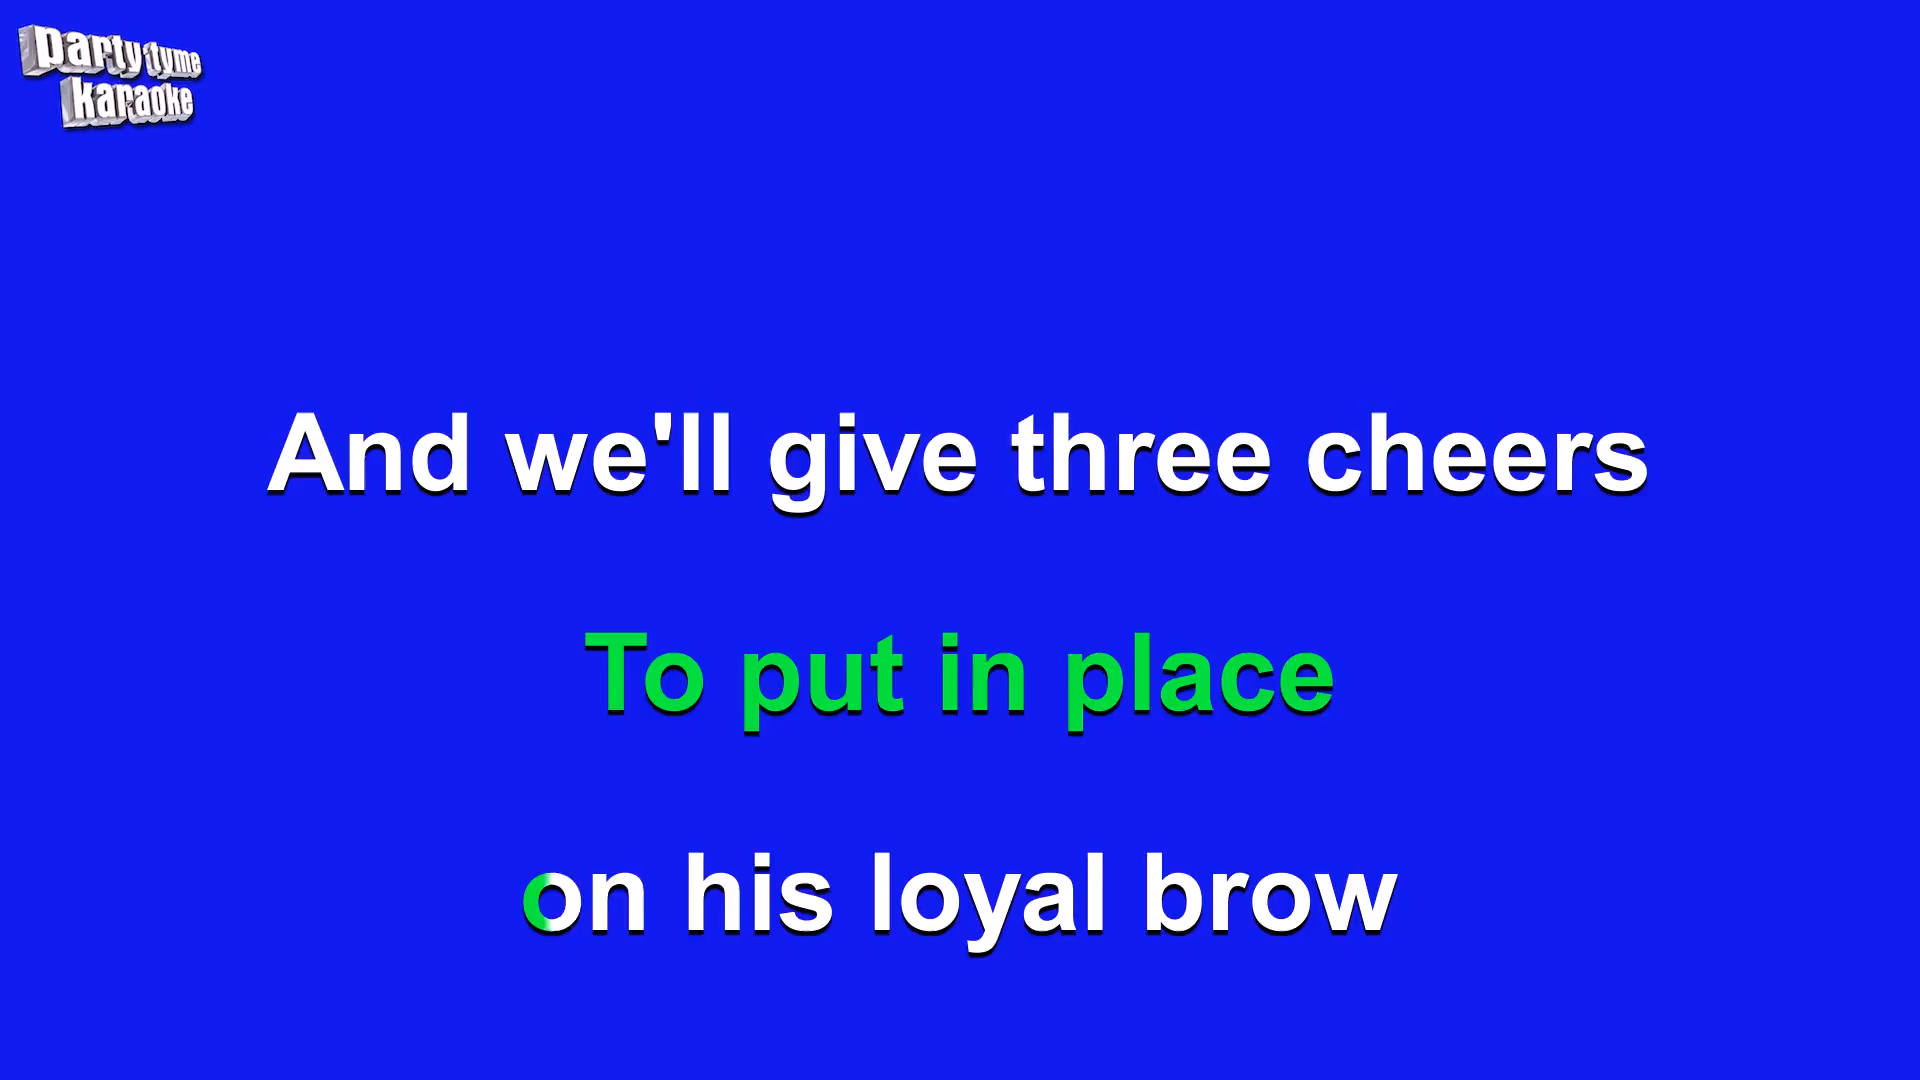 party tyme
karaoke
And we'll give three cheers
To put in place
on his loyal brow